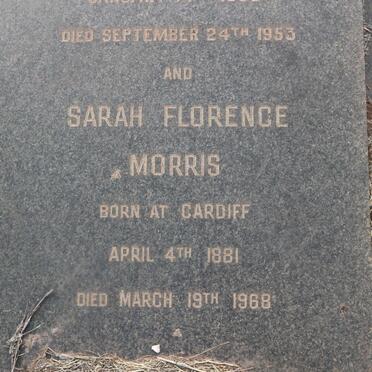 DIED SEPTEMBER 24TH 1953
AND
SARAH FLORENCE
MORRIS
BORN AT CARDIFF
APRIL 4TH 1881
DIED MARCH 19TH 1968